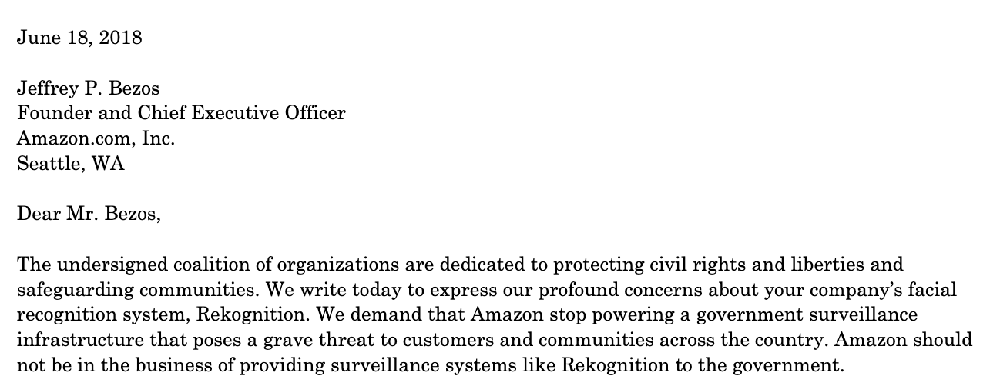 June 18, 2018
Jeffrey P. Bezos
Founder and Chief Executive Officer
Amazon.com, Inc.
Seattle, WA
Dear Mr. Bezos,
The undersigned coalition of organizations are dedicated to protecting civil rights and liberties and
safeguarding communities. We write today to express our profound concerns about your company’s facial
recognition system, Rekognition. We demand that Amazon stop powering a government surveillance
infrastructure that poses a grave threat to customers and communities across the country. Amazon should
not be in the business of providing surveillance systems like Rekognition to the government.